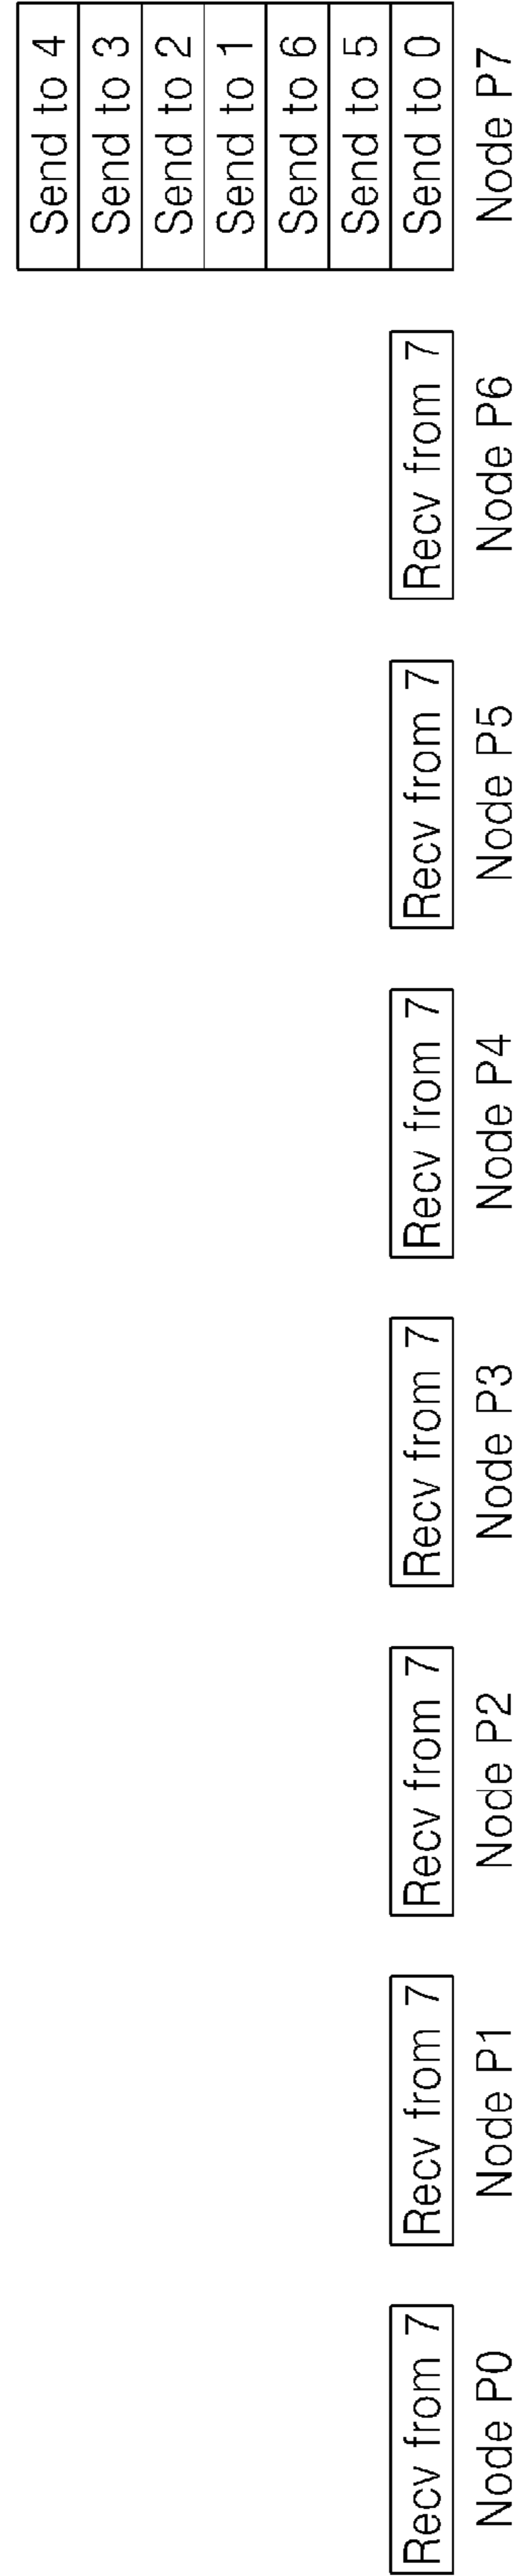 Send to 4
Send to 3
Send to 2
Send to 1
Send to 6
Send to 5
Recv from 7
Recv from 7
Recv from 7
Recv from 7
Recv from 7
Recv from 7
Recv from 7
Send to 0
Node P0
Node P1
Node P2
Node P3
Node P4
Node P5
Node P6
Node P7